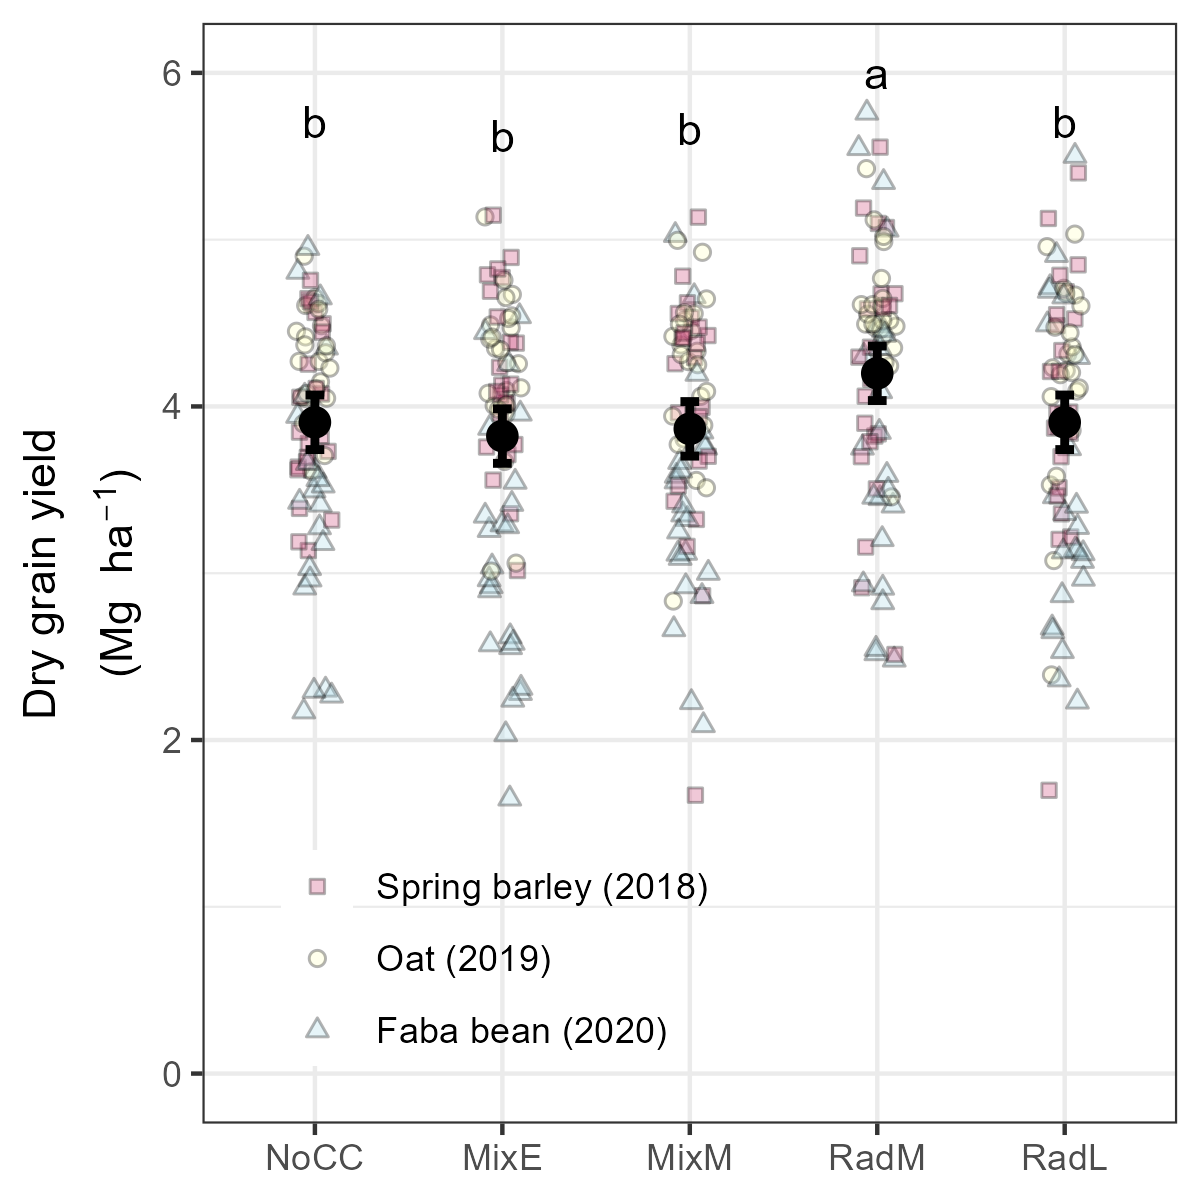 6
4
2
0
Dry grain yield
(Mg ha⁻¹)
b b b a b
Spring barley (2018)
Oat (2019)
Faba bean (2020)
NoCC MixE MixM RadM RadL